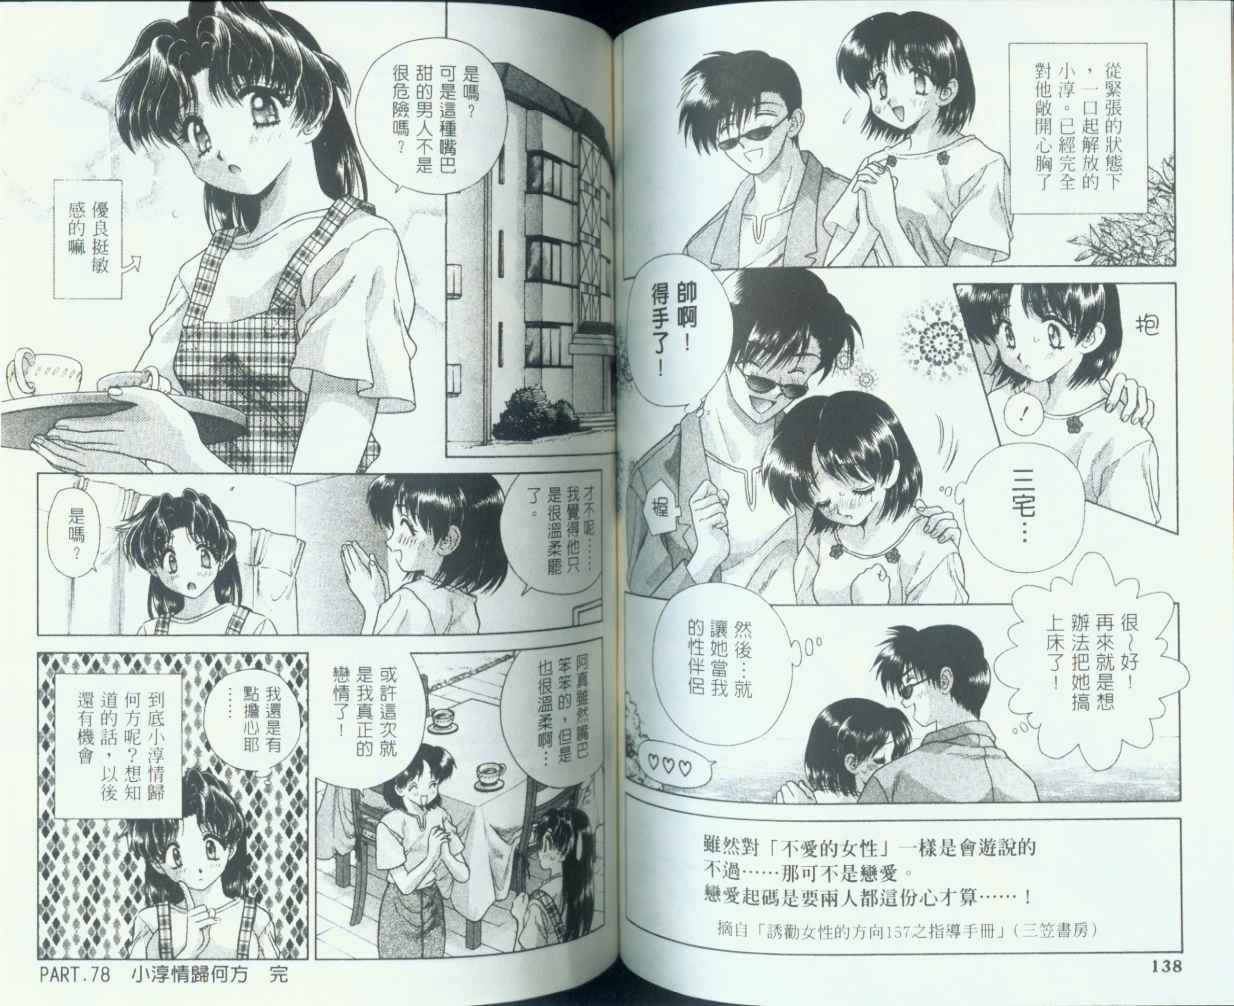 從緊張的狀態下
，一口起解放的
小淳。已經完全
對他敞開心胸了
抱
！
三宅…
帥啊！
得手了！
握
很～好！
再來就是想
辦法把她搞
上床了！
然後…就
讓她當我
的性伴侶
♡♡♡
雖然對「不愛的女性」一樣是會遊說的
不過……那可不是戀愛。
戀愛起碼是要兩人都這份心才算……！
摘自「誘勸女性的方向157之指導手冊」（三笠書房）
138
是嗎？
可是這種嘴巴
甜的男人不是
很危險嗎？
優良挺敏
感的嘛
才不呢……
我覺得他只
是很溫柔罷
了。
是嗎？
阿真雖然嘴巴
笨笨的，但是
也很溫柔啊…
或許這次就
是我真正的
戀情了！
我還是有
點擔心耶
……
到底小淳情歸
何方呢？想知
道的話，以後
還有機會
PART.78 小淳情歸何方 完